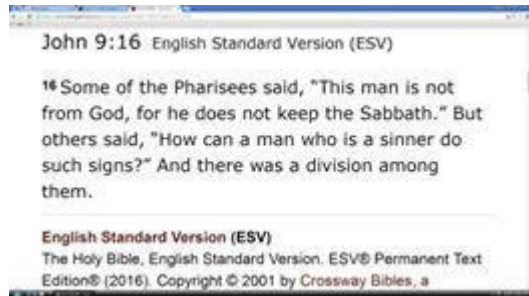 John 9:16 English Standard Version (ESV)
16 Some of the Pharisees said, “This man is not
from God, for he does not keep the Sabbath.” But
others said, “How can a man who is a sinner do
such signs?” And there was a division among
them.
English Standard Version (ESV)
The Holy Bible, English Standard Version. ESV® Permanent Text
Edition® (2016). Copyright © 2001 by Crossway Bibles, a